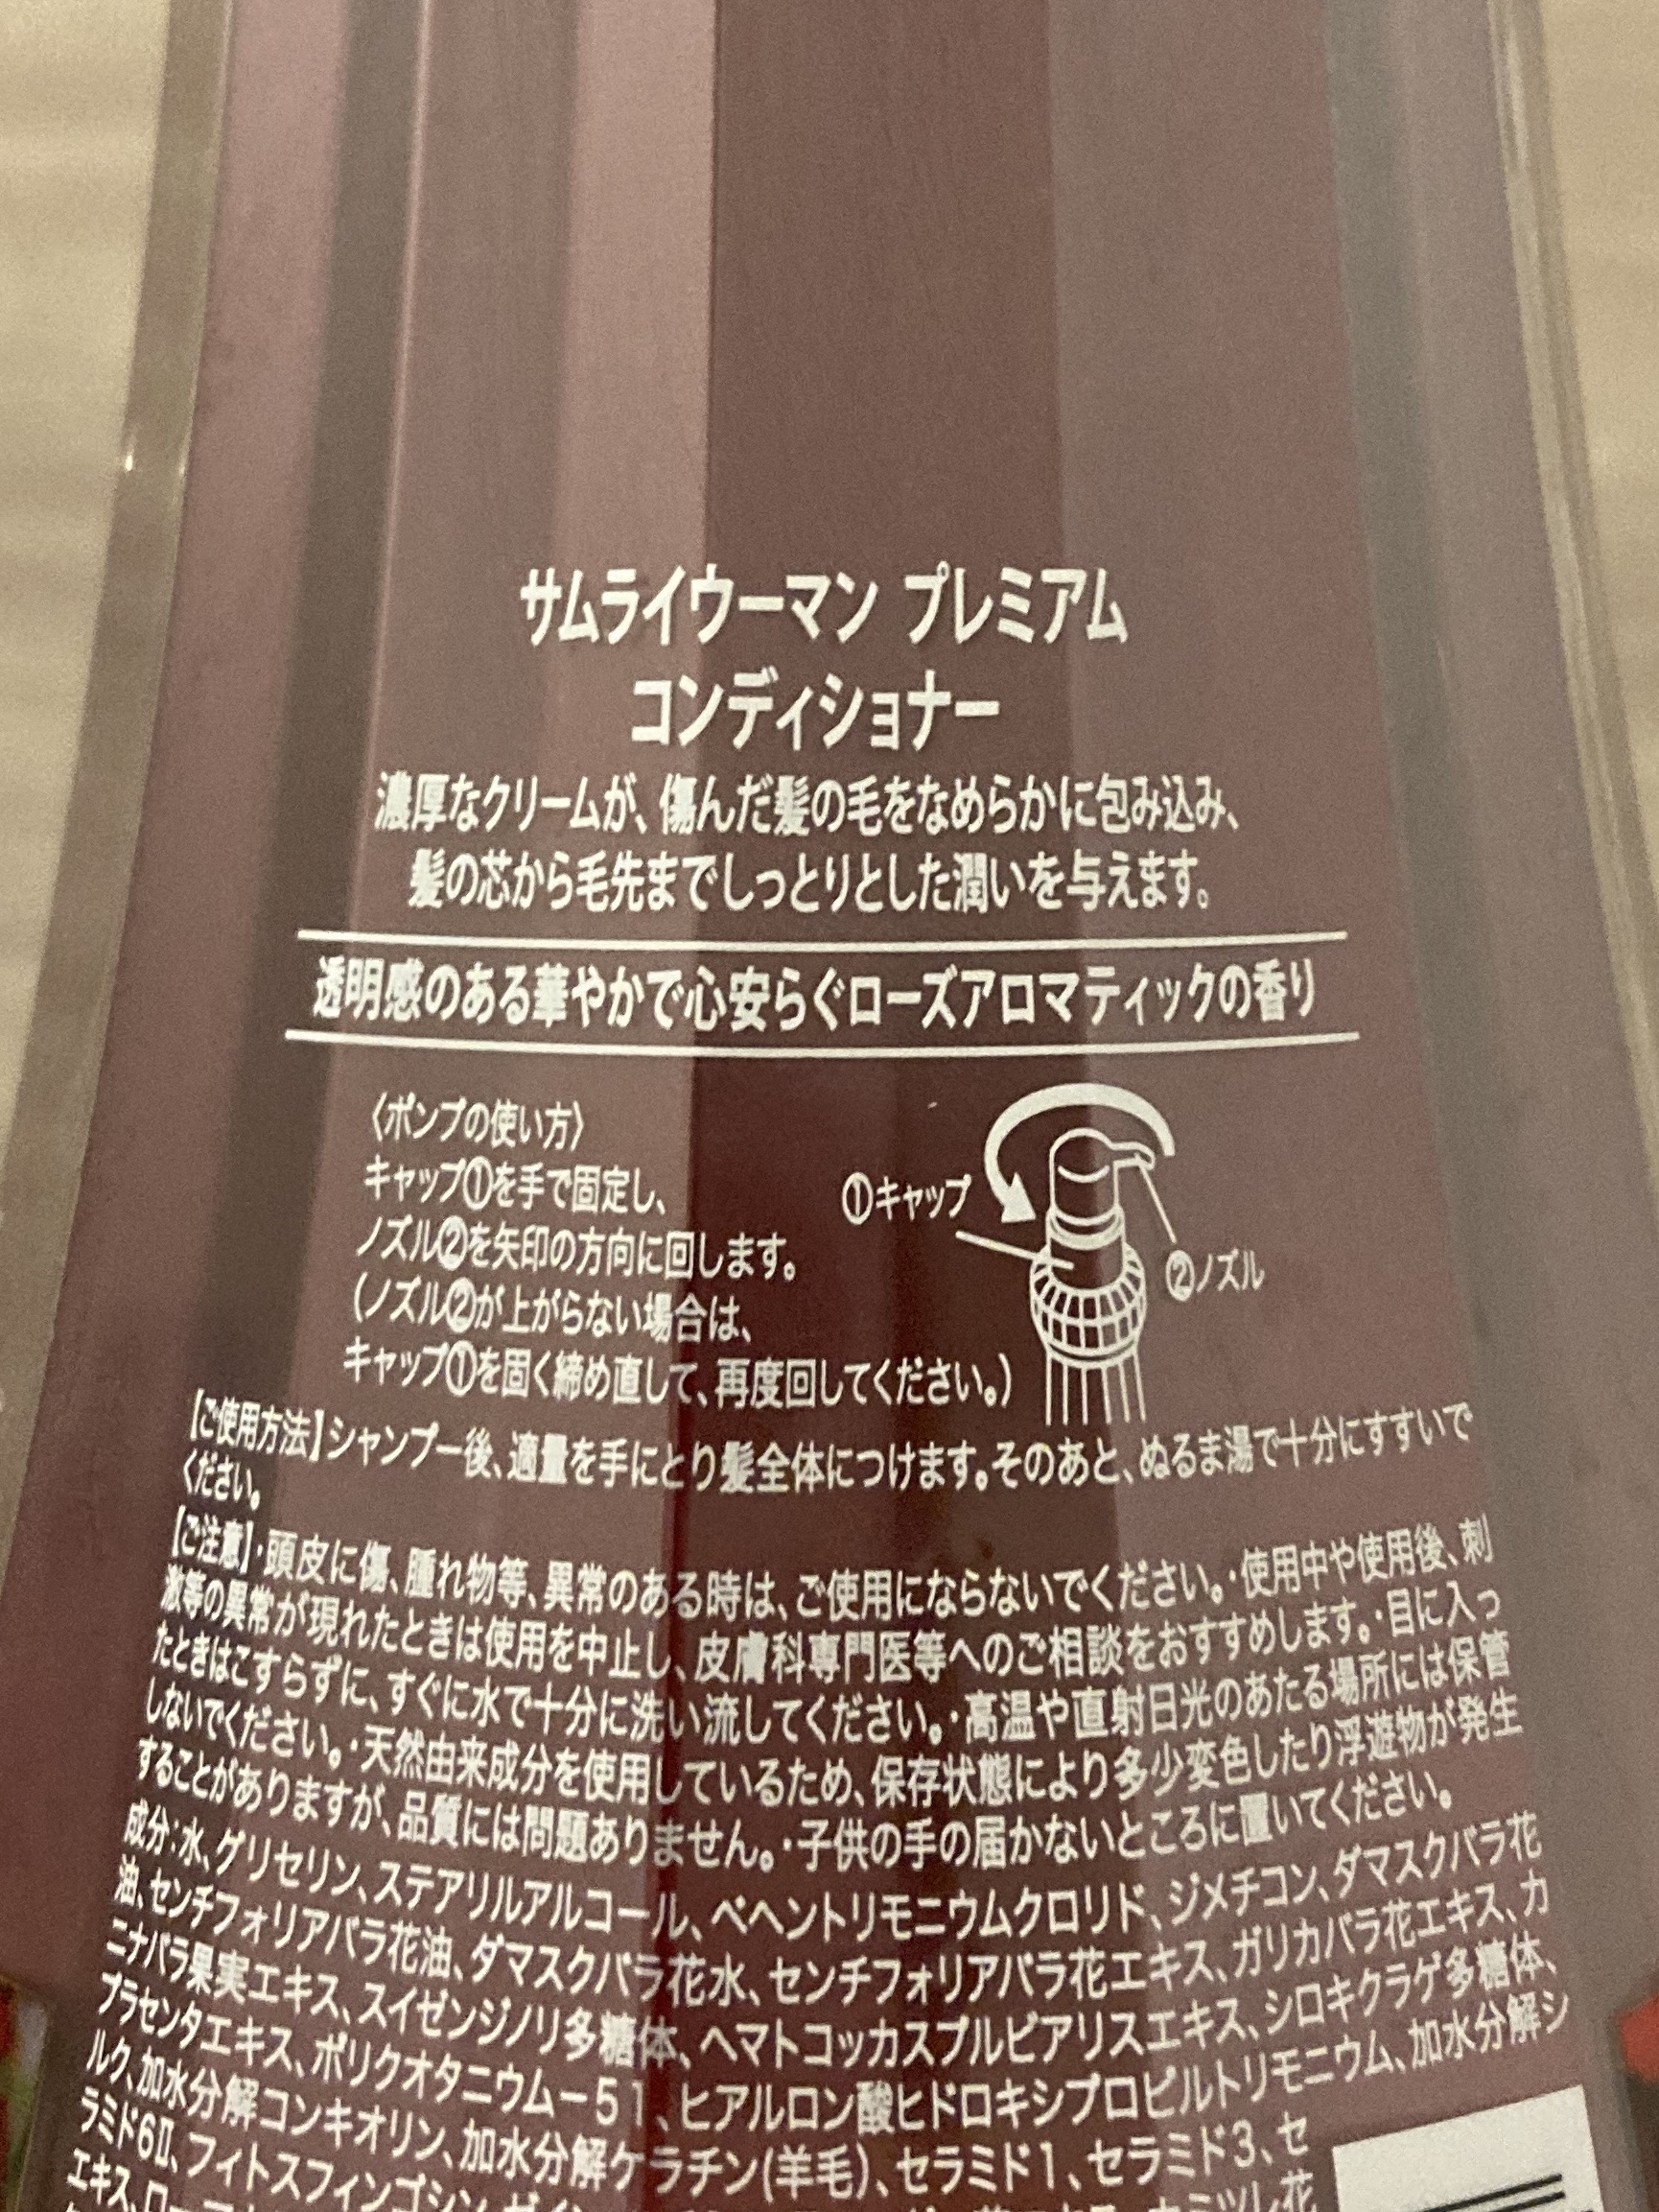 サムライウーマン プレミアム
コンディショナー
濃厚なクリームが、傷んだ髪の毛をなめらかに包み込み、
髪の芯から毛先までしっとりとした潤いを与えます。
透明感のある華やかで心安らぐローズアロマティックの香り
〈ポンプの使い方〉
キャップ①を手で固定し、
ノズル②を矢印の方向に回します。
(ノズル②が上がらない場合は、
キャップ①を固く締め直して、再度回してください。)
①キャップ
②ノズル
【ご使用方法】シャンプー後、適量を手にとり髪全体につけます。そのあと、ぬるま湯で十分にすすいで
ください。
【ご注意】・頭皮に傷、腫れ物等、異常のある時は、ご使用にならないでください。・使用中や使用後、刺
激等の異常が現れたときは使用を中止し、皮膚科専門医等へのご相談をおすすめします。・目に入っ
たときはこすらずに、すぐに水で十分に洗い流してください。・高温や直射日光のあたる場所には保管
しないでください。・天然由来成分を使用しているため、保存状態により多少変色したり浮遊物が発生
することがありますが、品質には問題ありません。・子供の手の届かないところに置いてください。
成分：水、グリセリン、ステアリルアルコール、ベヘントリモニウムクロリド、ジメチコン、ダマスクバラ花
油、センチフォリアバラ花油、ダマスクバラ花水、センチフォリアバラ花エキス、ガリカバラ花エキス、カ
ニナバラ果実エキス、スイゼンジノリ多糖体、ヘマトコッカスプルビアリスエキス、シロキクラゲ多糖体、
プラセンタエキス、ポリクオタニウム－51、ヒアルロン酸ヒドロキシプロピルトリモニウム、加水分解シ
ルク、加水分解コンキオリン、加水分解ケラチン(羊毛)、セラミド1、セラミド3、セ
ラミド6Ⅱ、フィトスフィンゴシン
エキス、